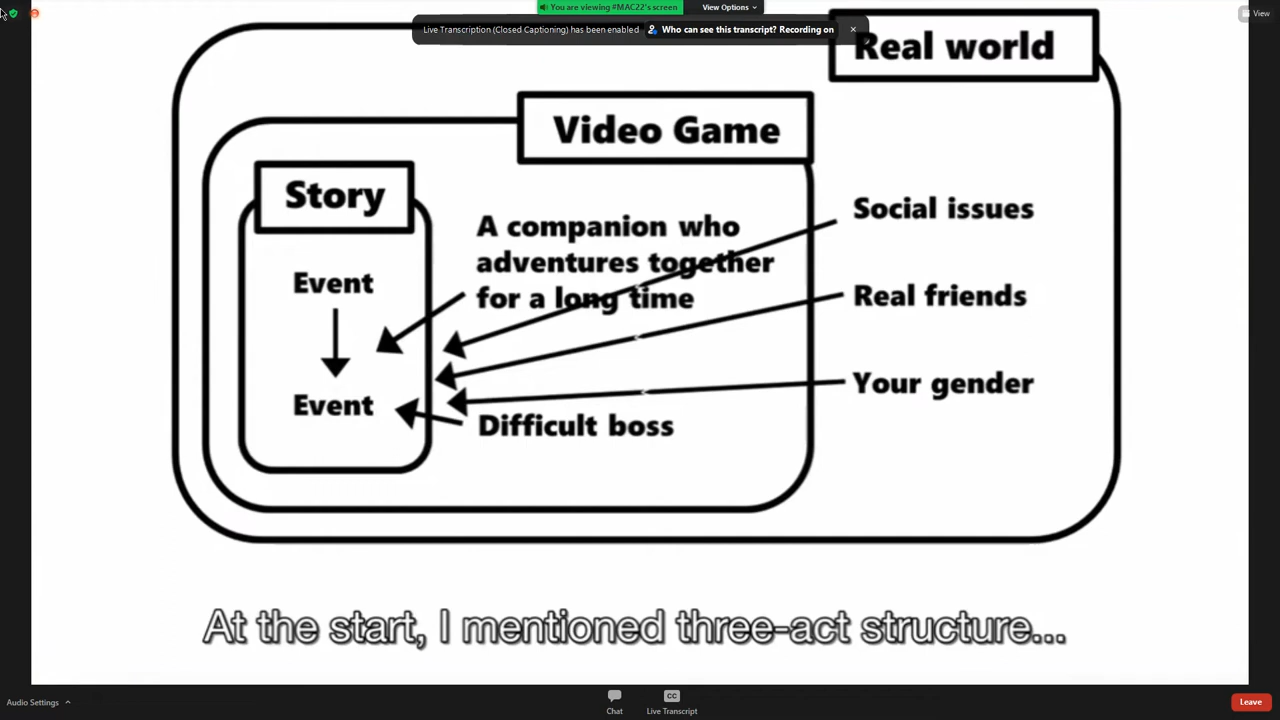 You are viewing #MAC22's screen
View Options
View
Live Transcription (Closed Captioning) has been enabled
Who can see this transcript? Recording on
Real world
Video Game
Story
A companion who
adventures together
for a long time
Social issues
Event
Real friends
Your gender
Event
Difficult boss
At the start, I mentioned three-act structure...
Audio Settings
Chat
CC
Live Transcript
Leave